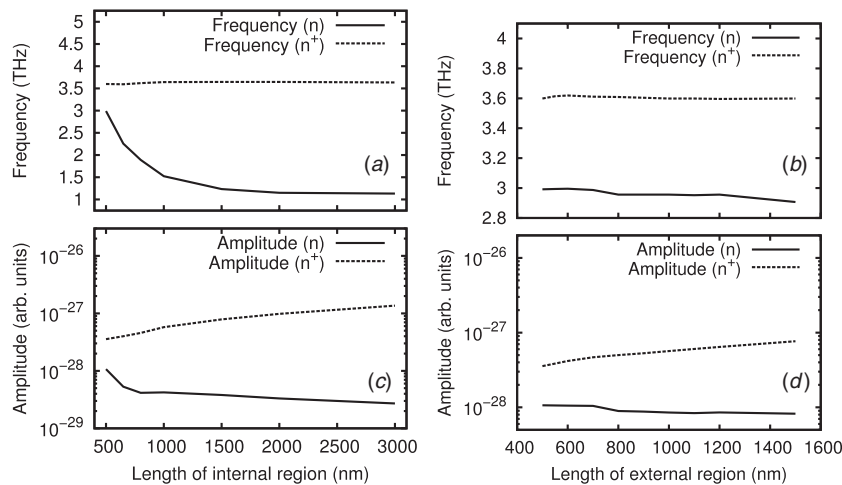 Frequency (THz)
5
4.5
4
3.5
3
2.5
2
1.5
1
Frequency (n)
Frequency (n⁺)
(a)
Frequency (THz)
4
3.8
3.6
3.4
3.2
3
2.8
Frequency (n)
Frequency (n⁺)
(b)
Amplitude (arb. units)
10⁻²⁶
10⁻²⁷
10⁻²⁸
10⁻²⁹
Amplitude (n)
Amplitude (n⁺)
(c)
500 1000 1500 2000 2500 3000
Length of internal region (nm)
Amplitude (arb. units)
10⁻²⁶
10⁻²⁷
10⁻²⁸
Amplitude (n)
Amplitude (n⁺)
(d)
400 600 800 1000 1200 1400 1600
Length of external region (nm)